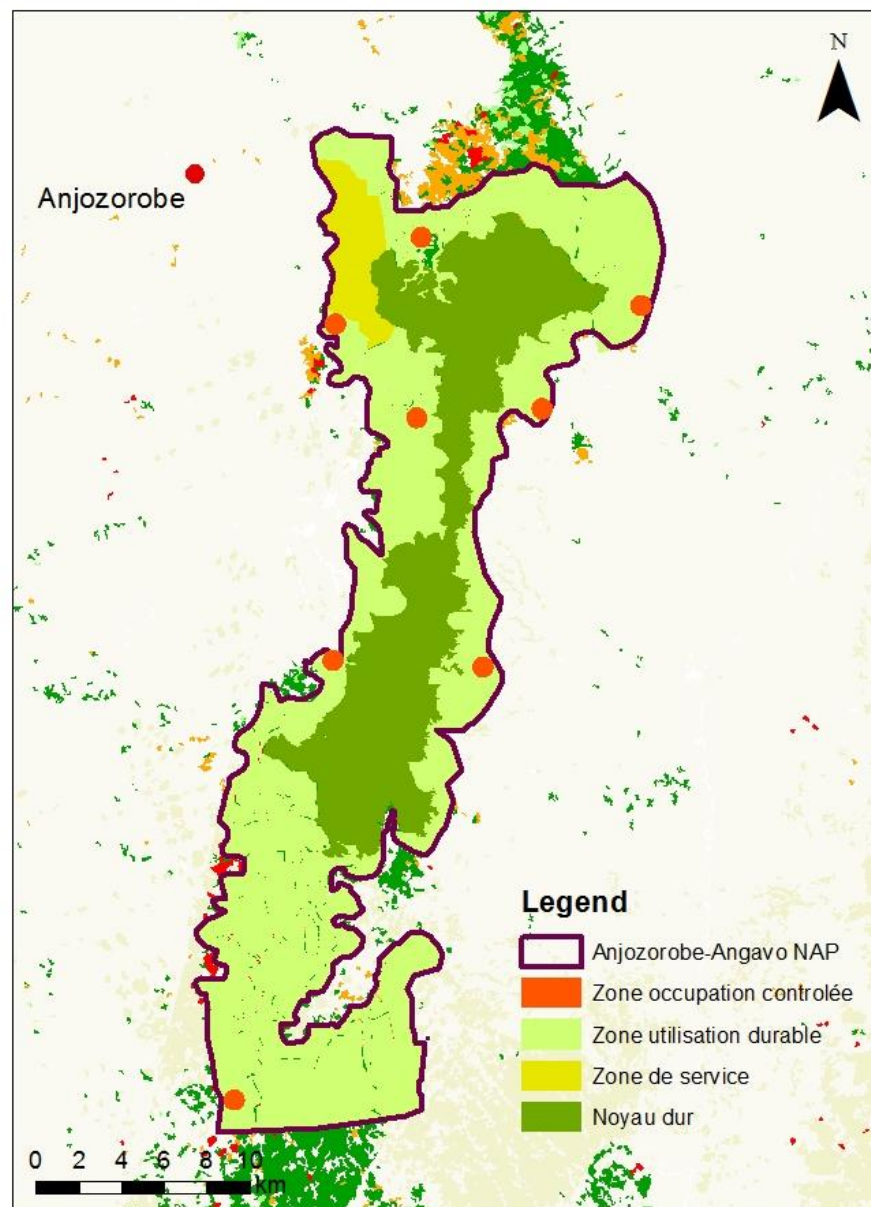 N
Anjozorobe
Legend
Anjozorobe-Angavo NAP
Zone occupation controlée
Zone utilisation durable
Zone de service
Noyau dur
0 2 4 6 8 10
km